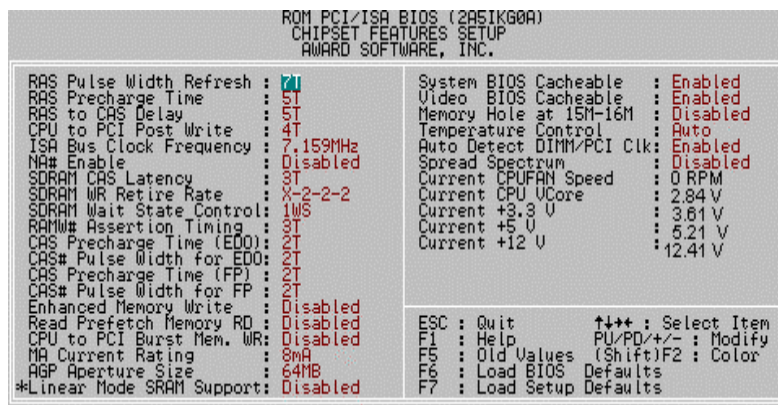 ROM PCI/ISA BIOS (2A5IKG0A)
CHIPSET FEATURES SETUP
AWARD SOFTWARE, INC.
RAS Pulse Width Refresh : 7T
RAS Precharge Time : 5T
RAS to CAS Delay : 5T
CPU to PCI Post Write : 4T
ISA Bus Clock Frequency : 7.159MHz
NA# Enable : Disabled
SDRAM CAS Latency : 3T
SDRAM WR Retire Rate : X-2-2-2
SDRAM Wait State Control: 1WS
RAMW# Assertion Timing : 3T
CAS Precharge Time (EDO): 2T
CAS# Pulse Width for EDO: 2T
CAS Precharge Time (FP) : 2T
CAS# Pulse Width for FP : 2T
Enhanced Memory Write : Disabled
Read Prefetch Memory RD : Disabled
CPU to PCI Burst Mem. WR: Disabled
MA Current Rating : 8mA
AGP Aperture Size : 64MB
*Linear Mode SRAM Support: Disabled
System BIOS Cacheable : Enabled
Video BIOS Cacheable : Enabled
Memory Hole at 15M-16M : Disabled
Temperature Control : Auto
Auto Detect DIMM/PCI Clk: Enabled
Spread Spectrum : Disabled
Current CPUFAN Speed : 0 RPM
Current CPU VCore : 2.84 V
Current +3.3 V : 3.61 V
Current +5 V : 5.21 V
Current +12 V : 12.41 V
ESC : Quit ↑↓→← : Select Item
F1 : Help PU/PD/+/- : Modify
F5 : Old Values (Shift)F2 : Color
F6 : Load BIOS Defaults
F7 : Load Setup Defaults